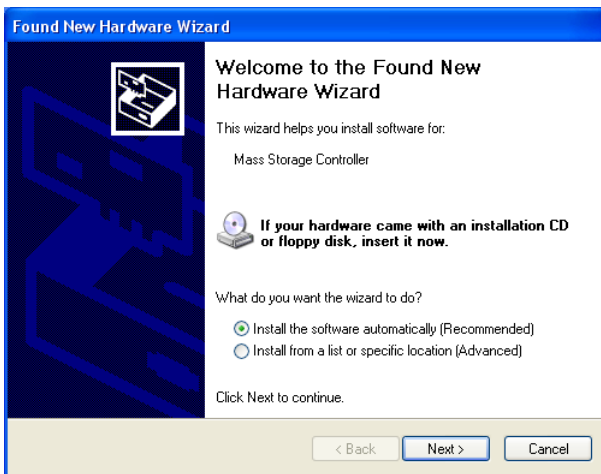 Found New Hardware Wizard
Welcome to the Found New
Hardware Wizard
This wizard helps you install software for:
Mass Storage Controller
If your hardware came with an installation CD
or floppy disk, insert it now.
What do you want the wizard to do?
Install the software automatically (Recommended)
Install from a list or specific location (Advanced)
Click Next to continue.
< Back Next > Cancel